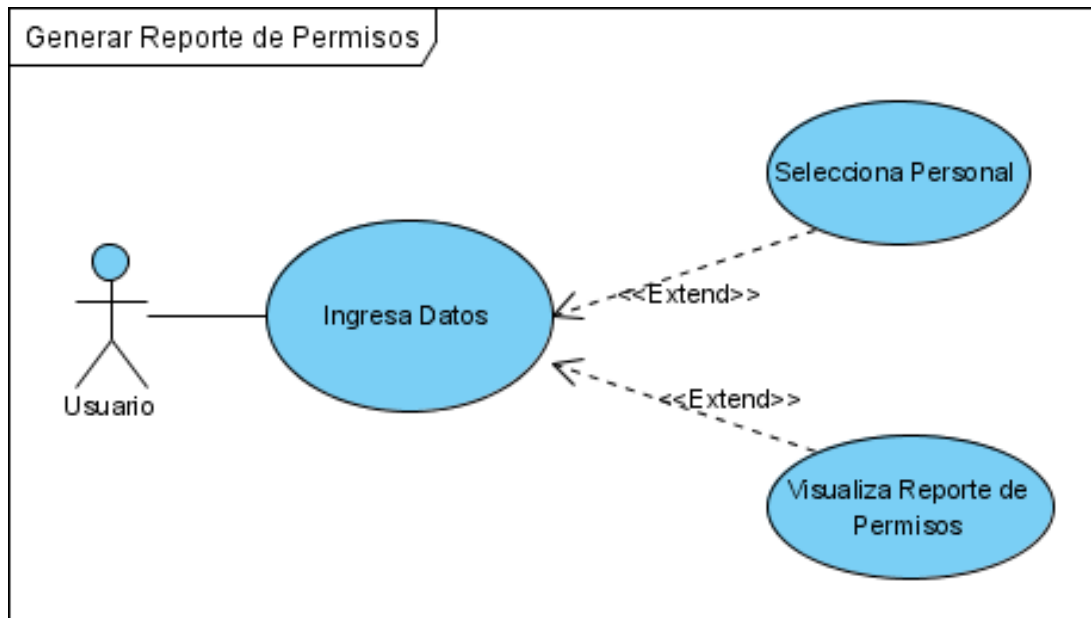 Generar Reporte de Permisos
Selecciona Personal
<<Extend>>
Ingresa Datos
Usuario
<<Extend>>
Visualiza Reporte de
Permisos